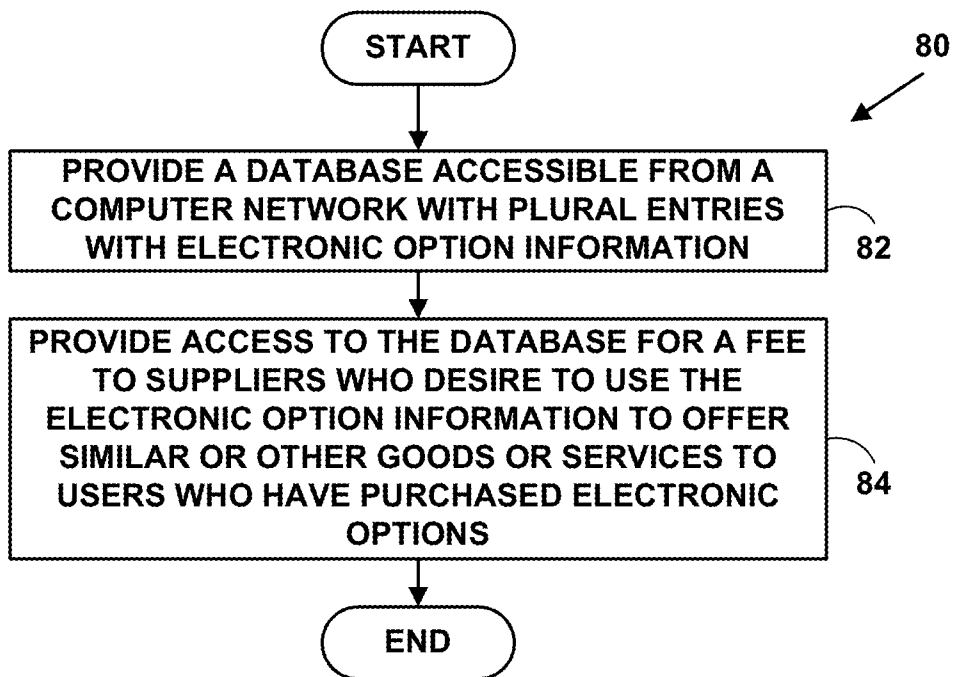 START
80
PROVIDE A DATABASE ACCESSIBLE FROM A
COMPUTER NETWORK WITH PLURAL ENTRIES
WITH ELECTRONIC OPTION INFORMATION
82
PROVIDE ACCESS TO THE DATABASE FOR A FEE
TO SUPPLIERS WHO DESIRE TO USE THE
ELECTRONIC OPTION INFORMATION TO OFFER
SIMILAR OR OTHER GOODS OR SERVICES TO
USERS WHO HAVE PURCHASED ELECTRONIC
OPTIONS
84
END